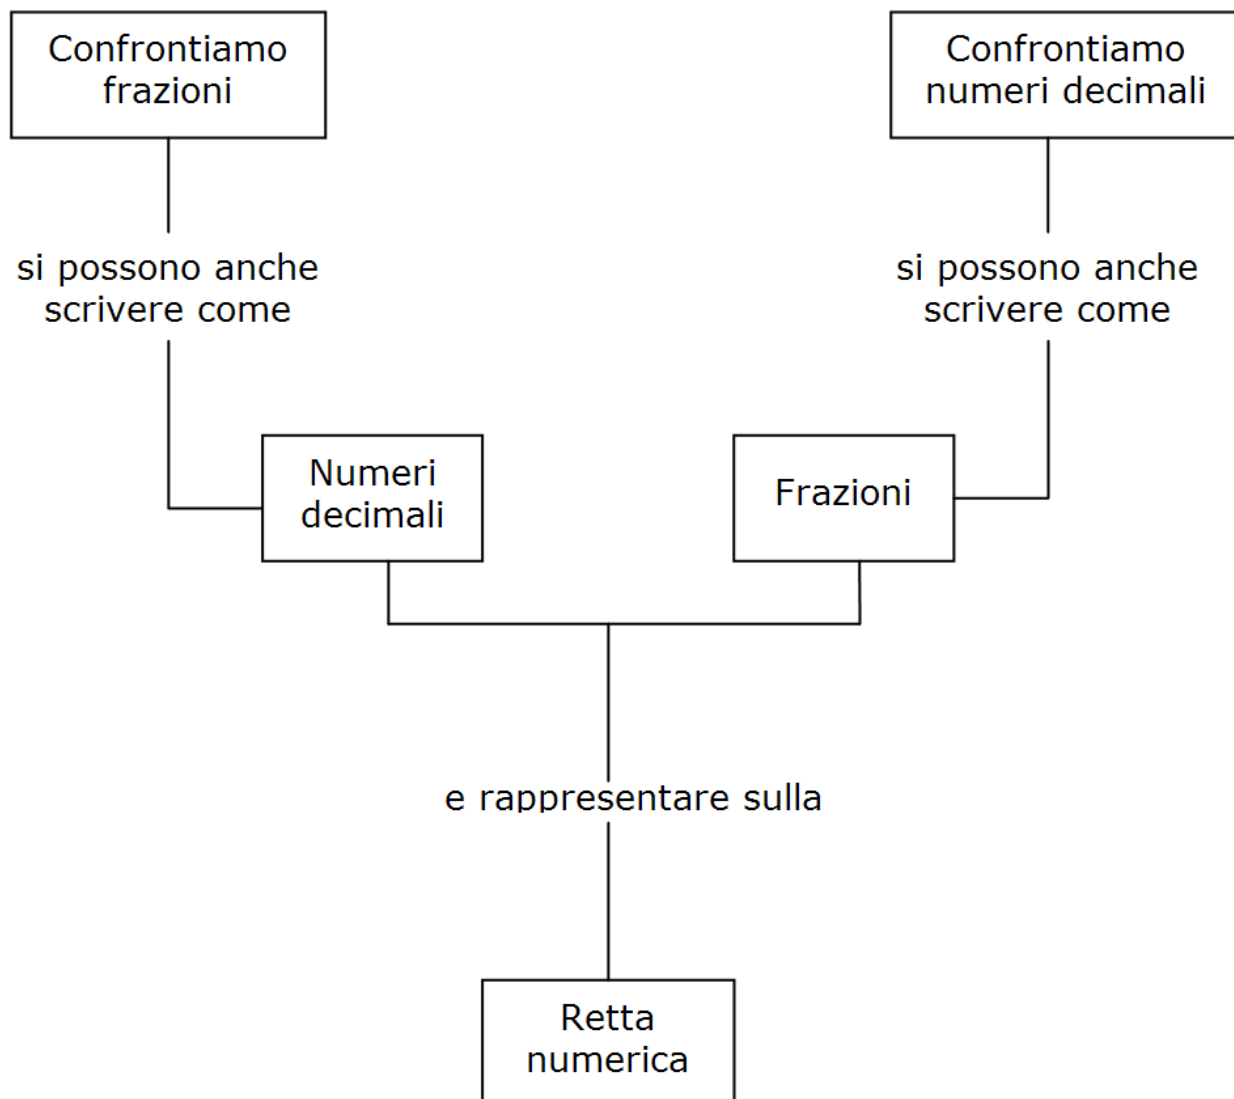 Confrontiamo
frazioni
Confrontiamo
numeri decimali
si possono anche
scrivere come
si possono anche
scrivere come
Numeri
decimali
Frazioni
e rappresentare sulla
Retta
numerica